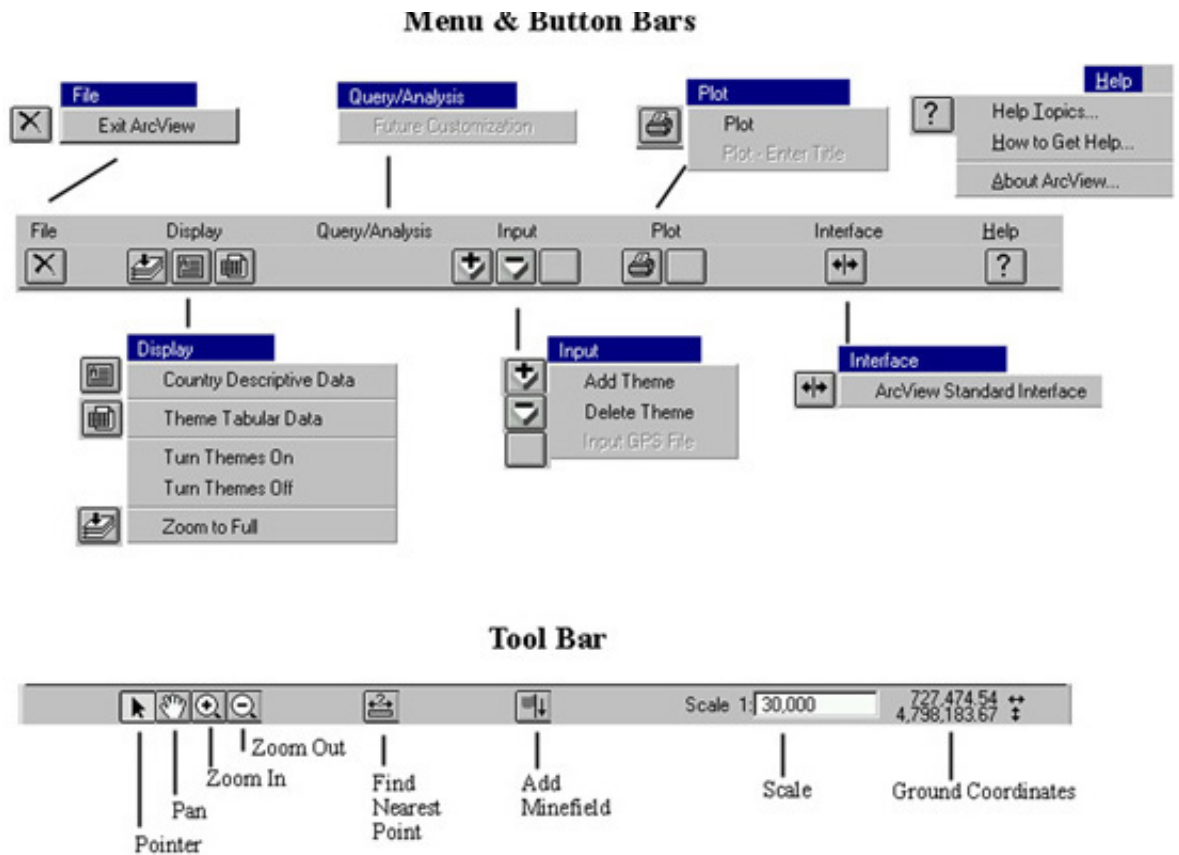 Menu & Button Bars
File
Exit ArcView
Query/Analysis
Future Customization
Plot
Plot
Plot - Enter Title
Help
Help Topics...
How to Get Help...
About ArcView...
?
File Display Query/Analysis Input Plot Interface Help
?
Display
Country Descriptive Data
Theme Tabular Data
Turn Themes On
Turn Themes Off
Zoom to Full
Input
Add Theme
Delete Theme
Input GPS File
Interface
ArcView Standard Interface
Tool Bar
Scale 1: 30,000
727,474.54
4,798,183.67
Pointer
Pan
Zoom In
Zoom Out
Find
Nearest
Point
Add
Minefield
Scale
Ground Coordinates